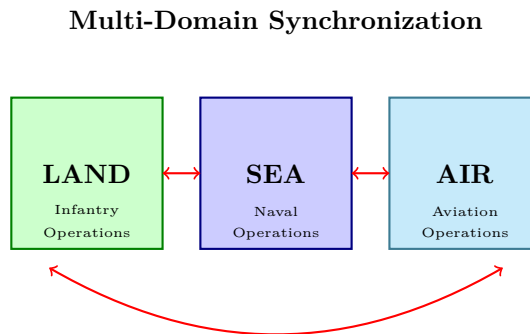 Multi-Domain Synchronization
LAND
Infantry
Operations
SEA
Naval
Operations
AIR
Aviation
Operations